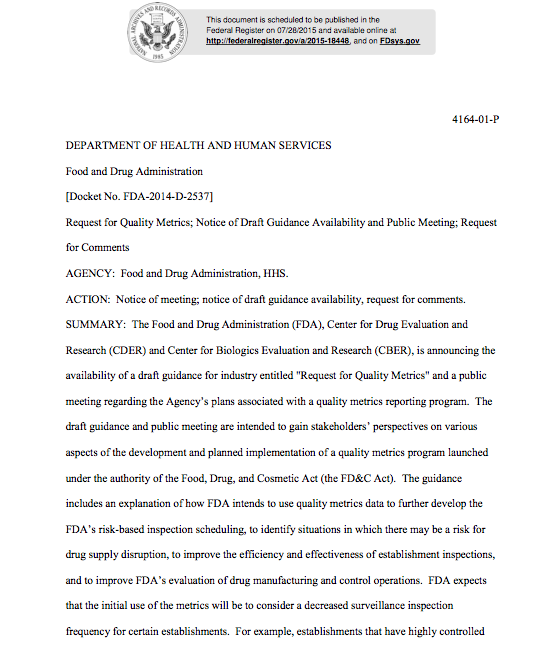 This document is scheduled to be published in the
Federal Register on 07/28/2015 and available online at
http://federalregister.gov/a/2015-18448, and on FDsys.gov
NATIONAL ARCHIVES AND RECORDS ADMINISTRATION
1985
4164-01-P
DEPARTMENT OF HEALTH AND HUMAN SERVICES
Food and Drug Administration
[Docket No. FDA-2014-D-2537]
Request for Quality Metrics; Notice of Draft Guidance Availability and Public Meeting; Request
for Comments
AGENCY:  Food and Drug Administration, HHS.
ACTION:  Notice of meeting; notice of draft guidance availability, request for comments.
SUMMARY:  The Food and Drug Administration (FDA), Center for Drug Evaluation and
Research (CDER) and Center for Biologics Evaluation and Research (CBER), is announcing the
availability of a draft guidance for industry entitled "Request for Quality Metrics" and a public
meeting regarding the Agency’s plans associated with a quality metrics reporting program.  The
draft guidance and public meeting are intended to gain stakeholders’ perspectives on various
aspects of the development and planned implementation of a quality metrics program launched
under the authority of the Food, Drug, and Cosmetic Act (the FD&C Act).  The guidance
includes an explanation of how FDA intends to use quality metrics data to further develop the
FDA’s risk-based inspection scheduling, to identify situations in which there may be a risk for
drug supply disruption, to improve the efficiency and effectiveness of establishment inspections,
and to improve FDA’s evaluation of drug manufacturing and control operations.  FDA expects
that the initial use of the metrics will be to consider a decreased surveillance inspection
frequency for certain establishments.  For example, establishments that have highly controlled